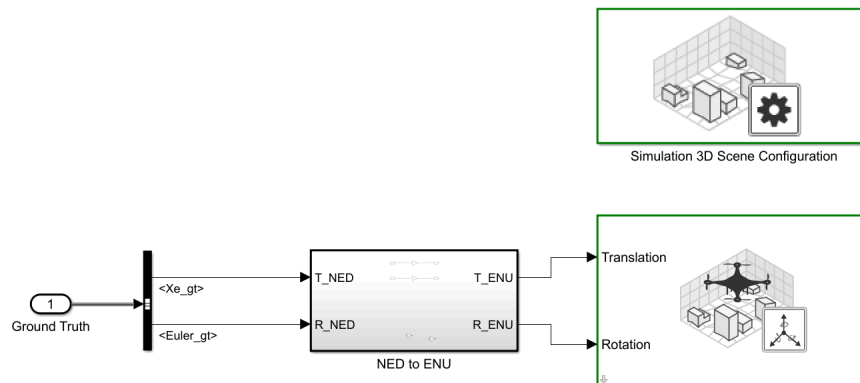 Simulation 3D Scene Configuration
1
Ground Truth
<Xe_gt>
<Euler_gt>
T_NED
T_ENU
R_NED
R_ENU
NED to ENU
Translation
Rotation